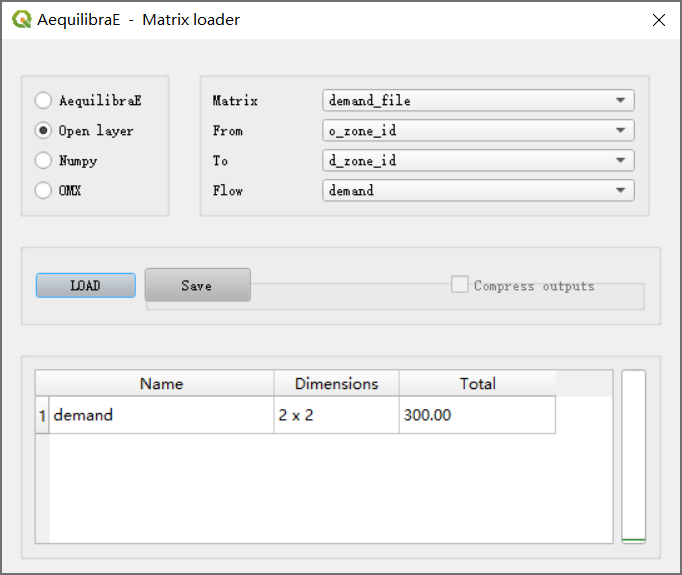 AequilibraE - Matrix loader
AequilibraE
Open layer
Numpy
OMX
Matrix demand_file
From o_zone_id
To d_zone_id
Flow demand
LOAD Save Compress outputs
Name Dimensions Total
1 demand 2 x 2 300.00